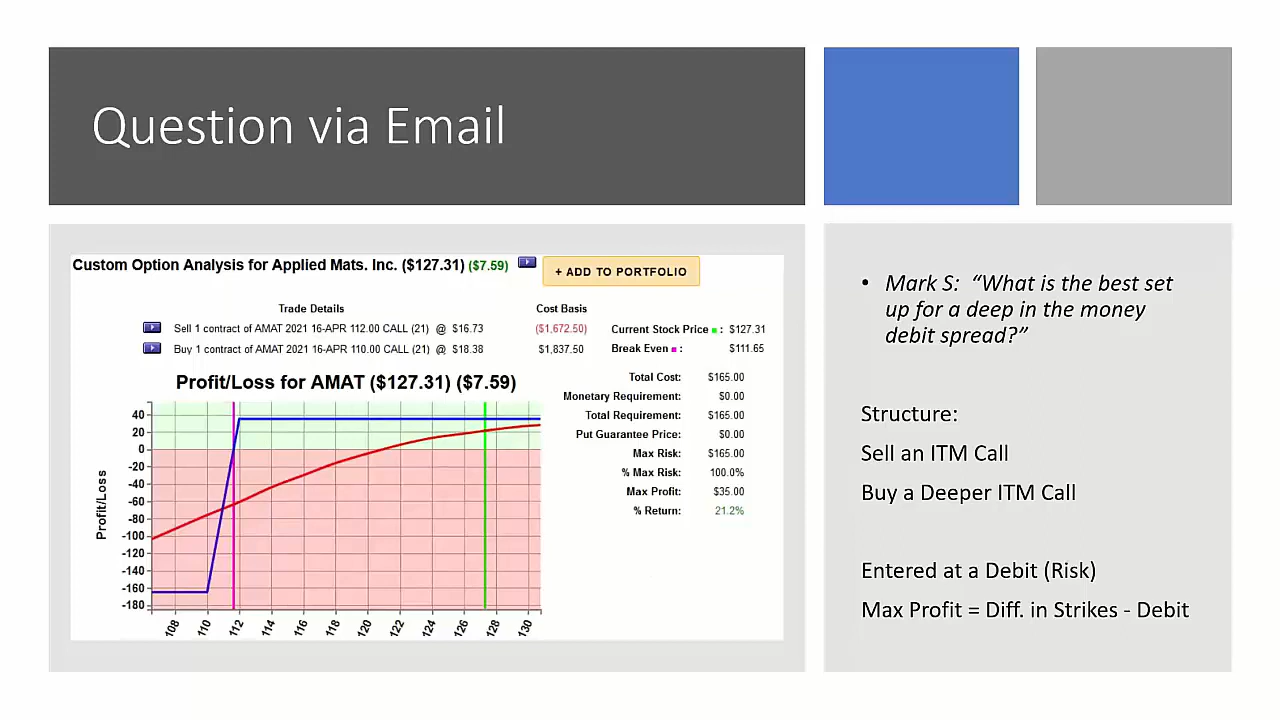 Question via Email
Custom Option Analysis for Applied Mats. Inc. ($127.31) ($7.59)
+ ADD TO PORTFOLIO
Trade Details
Cost Basis
Sell 1 contract of AMAT 2021 16-APR 112.00 CALL (21) @ $16.73
($1,672.50)
Buy 1 contract of AMAT 2021 16-APR 110.00 CALL (21) @ $18.38
$1,837.50
Current Stock Price : $127.31
Break Even : $111.65
Profit/Loss for AMAT ($127.31) ($7.59)
Total Cost: $165.00
Monetary Requirement: $0.00
Total Requirement: $165.00
Put Guarantee Price: $0.00
Max Risk: $165.00
% Max Risk: 100.0%
Max Profit: $35.00
% Return: 21.2%
Profit/Loss
40
20
0
-20
-40
-60
-80
-100
-120
-140
-160
-180
108 110 112 114 116 118 120 122 124 126 128 130
• Mark S: “What is the best set
up for a deep in the money
debit spread?”
Structure:
Sell an ITM Call
Buy a Deeper ITM Call
Entered at a Debit (Risk)
Max Profit = Diff. in Strikes - Debit